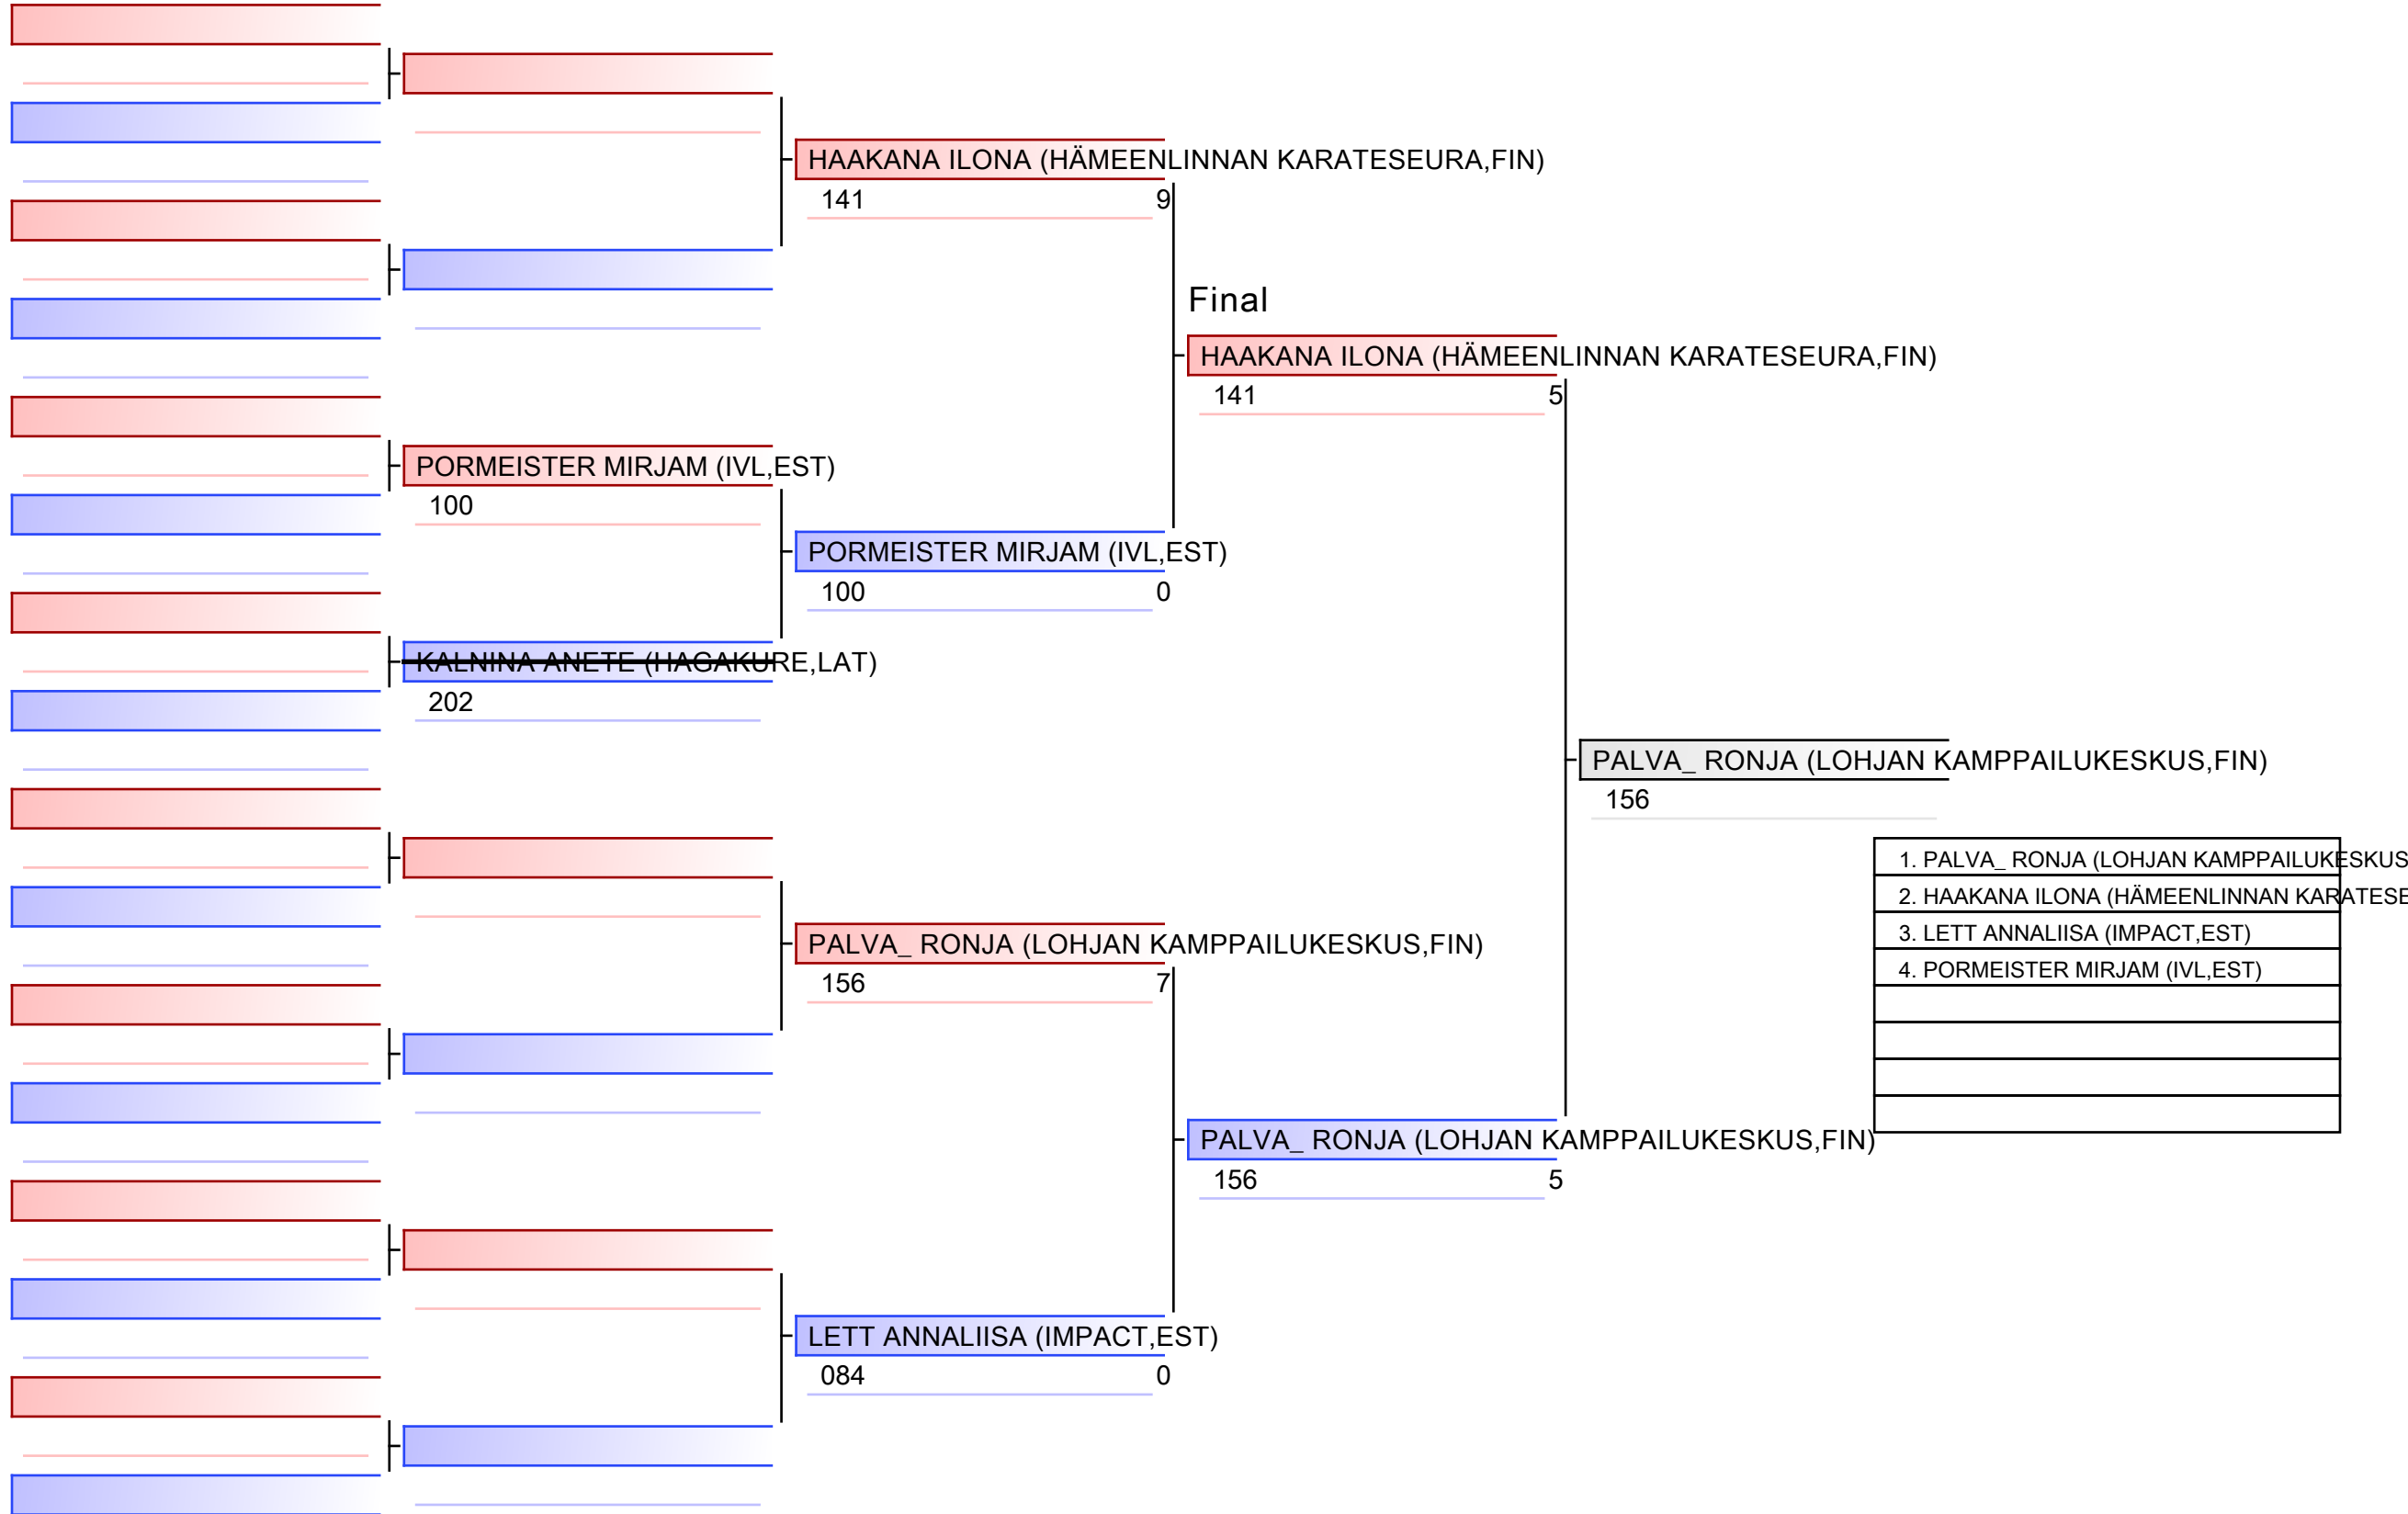 HAAKANA ILONA (HÄMEENLINNAN KARATESEURA,FIN)
141 9
Final
HAAKANA ILONA (HÄMEENLINNAN KARATESEURA,FIN)
141 5
PORMEISTER MIRJAM (IVL,EST)
100
PORMEISTER MIRJAM (IVL,EST)
100 0
KALNINA ANETE (HAGAKURE,LAT)
202
PALVA_ RONJA (LOHJAN KAMPPAILUKESKUS,FIN)
156
1. PALVA_ RONJA (LOHJAN KAMPPAILUKESKUS
2. HAAKANA ILONA (HÄMEENLINNAN KARATESE
3. LETT ANNALIISA (IMPACT,EST)
4. PORMEISTER MIRJAM (IVL,EST)
PALVA_ RONJA (LOHJAN KAMPPAILUKESKUS,FIN)
156 7
PALVA_ RONJA (LOHJAN KAMPPAILUKESKUS,FIN)
156 5
LETT ANNALIISA (IMPACT,EST)
084 0